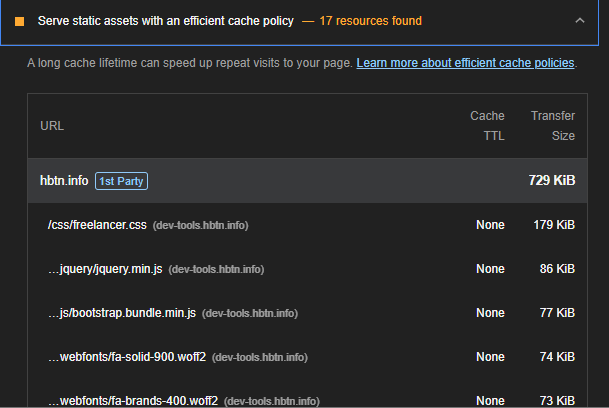 Serve static assets with an efficient cache policy — 17 resources found
A long cache lifetime can speed up repeat visits to your page. Learn more about efficient cache policies.
URL Cache TTL Transfer Size
hbtn.info 1st Party 729 KiB
/css/freelancer.css (dev-tools.hbtn.info) None 179 KiB
…jquery/jquery.min.js (dev-tools.hbtn.info) None 86 KiB
…js/bootstrap.bundle.min.js (dev-tools.hbtn.info) None 77 KiB
…webfonts/fa-solid-900.woff2 (dev-tools.hbtn.info) None 74 KiB
…webfonts/fa-brands-400.woff2 (dev-tools.hbtn.info) None 73 KiB